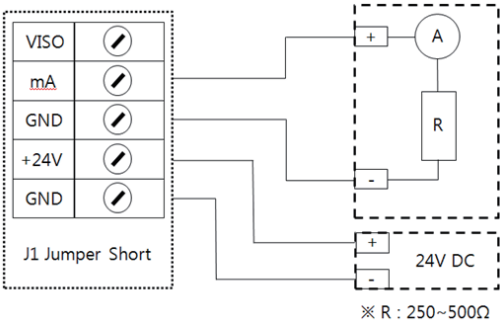 VISO
mA
GND
+24V
GND
J1 Jumper Short
+
A
R
-
+
24V DC
-
※ R : 250~500Ω